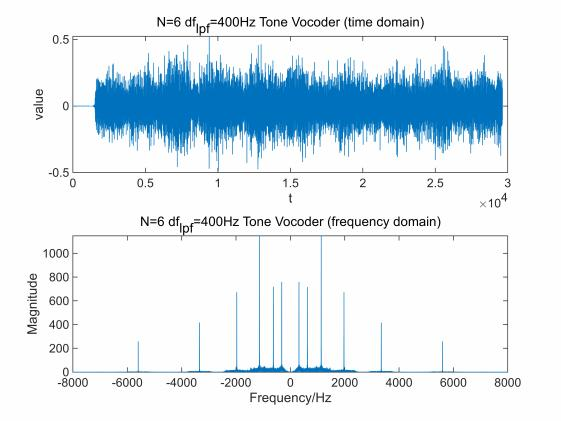 N=6 df_lpf=400Hz Tone Vocoder (time domain)
0.5
0
-0.5
value
0 0.5 1 1.5 2 2.5 3
t
×10^4
N=6 df_lpf=400Hz Tone Vocoder (frequency domain)
1000
800
600
400
200
0
Magnitude
-8000 -6000 -4000 -2000 0 2000 4000 6000 8000
Frequency/Hz